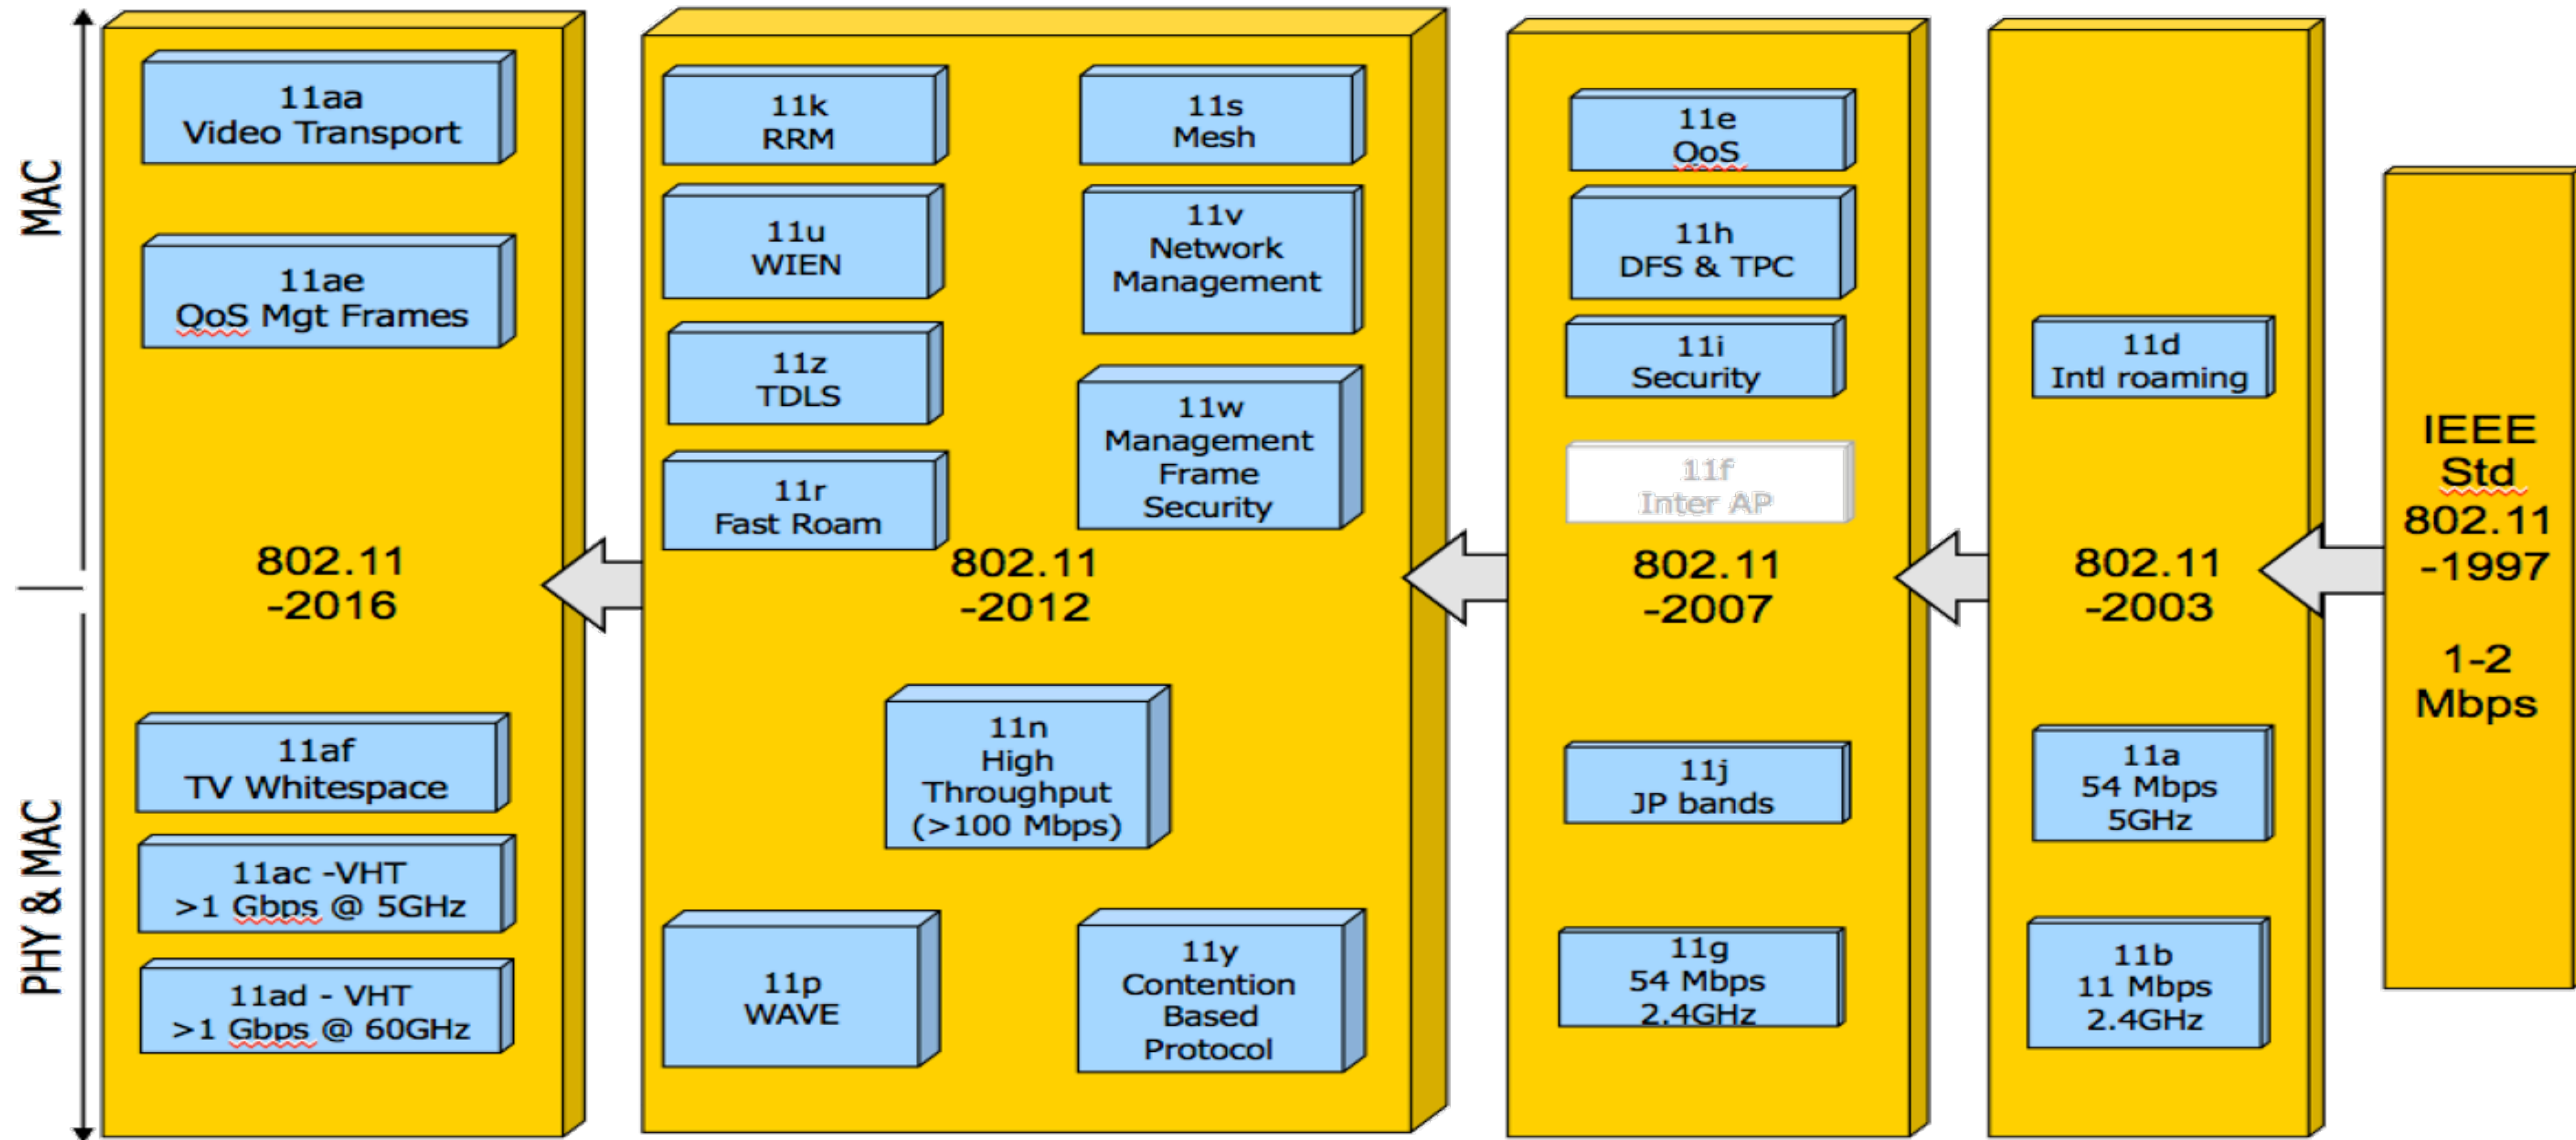 MAC
PHY & MAC
11aa
Video Transport
11ae
QoS Mgt Frames
802.11
-2016
11af
TV Whitespace
11ac -VHT
>1 Gbps @ 5GHz
11ad - VHT
>1 Gbps @ 60GHz
11k
RRM
11s
Mesh
11u
WIEN
11v
Network
Management
11z
TDLS
11w
Management
Frame
Security
11r
Fast Roam
802.11
-2012
11n
High
Throughput
(>100 Mbps)
11p
WAVE
11y
Contention
Based
Protocol
11e
QoS
11h
DFS & TPC
11i
Security
11f
Inter AP
802.11
-2007
11j
JP bands
11g
54 Mbps
2.4GHz
11d
Intl roaming
802.11
-2003
11a
54 Mbps
5GHz
11b
11 Mbps
2.4GHz
IEEE
Std
802.11
-1997
1-2
Mbps